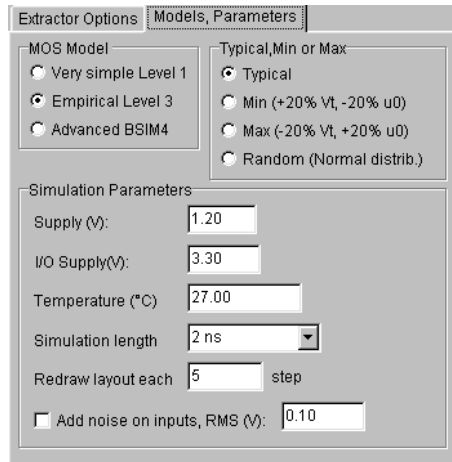 Extractor Options Models, Parameters
MOS Model
Very simple Level 1
Empirical Level 3
Advanced BSIM4
Typical,Min or Max
Typical
Min (+20% Vt, -20% u0)
Max (-20% Vt, +20% u0)
Random (Normal distrib.)
Simulation Parameters
Supply (V): 1.20
I/O Supply(V): 3.30
Temperature (°C) 27.00
Simulation length 2 ns
Redraw layout each 5 step
Add noise on inputs, RMS (V): 0.10